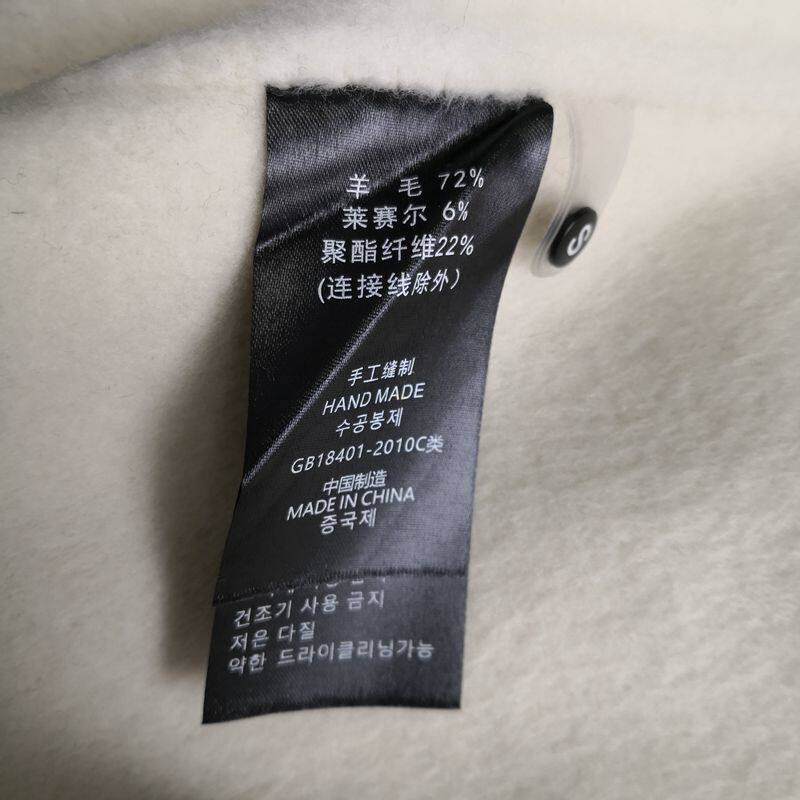 羊 毛 72%
莱赛尔 6%
聚酯纤维22%
(连接线除外)
S
手工缝制
HAND MADE
수공봉제
GB18401-2010C类
中国制造
MADE IN CHINA
중국제
건조기 사용 금지
저은 다질
약한 드라이클리닝가능